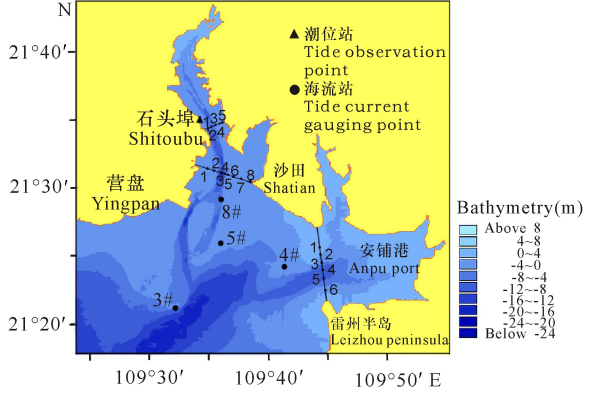 N
21°40′
21°30′
21°20′
109°30′
109°40′
109°50′ E
▲ 潮位站
Tide observation
point
● 海流站
Tide current
gauging point
石头埠
Shitoubu
1 3 5
2 4
沙田
Shatian
2 4 6 8
1 3 5 7
营盘
Yingpan
8#
5#
4#
3#
安铺港
Anpu port
1 2
3 4
5 6
雷州半岛
Leizhou peninsula
Bathymetry(m)
Above 8
4~8
0~4
-4~0
-8~-4
-12~-8
-16~-12
-20~-16
-24~-20
Below -24